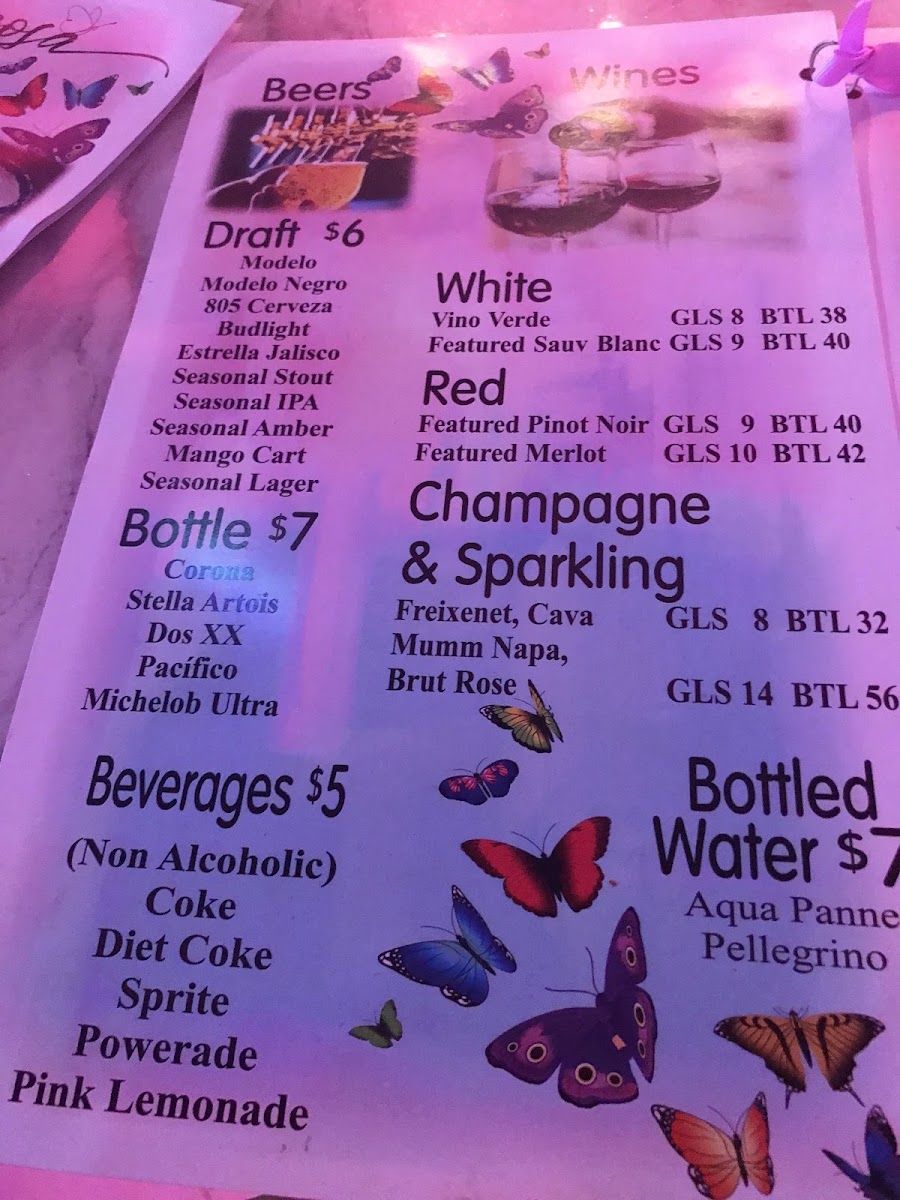 Beers
Draft $6
Modelo
Modelo Negro
805 Cerveza
Budlight
Estrella Jalisco
Seasonal Stout
Seasonal IPA
Seasonal Amber
Mango Cart
Seasonal Lager
Bottle $7
Corona
Stella Artois
Dos XX
Pacífico
Michelob Ultra
Beverages $5
(Non Alcoholic)
Coke
Diet Coke
Sprite
Powerade
Pink Lemonade
Wines
White
Vino Verde GLS 8 BTL 38
Featured Sauv Blanc GLS 9 BTL 40
Red
Featured Pinot Noir GLS 9 BTL 40
Featured Merlot GLS 10 BTL 42
Champagne
& Sparkling
Freixenet, Cava GLS 8 BTL 32
Mumm Napa,
Brut Rose GLS 14 BTL 56
Bottled
Water $7
Aqua Panne
Pellegrino